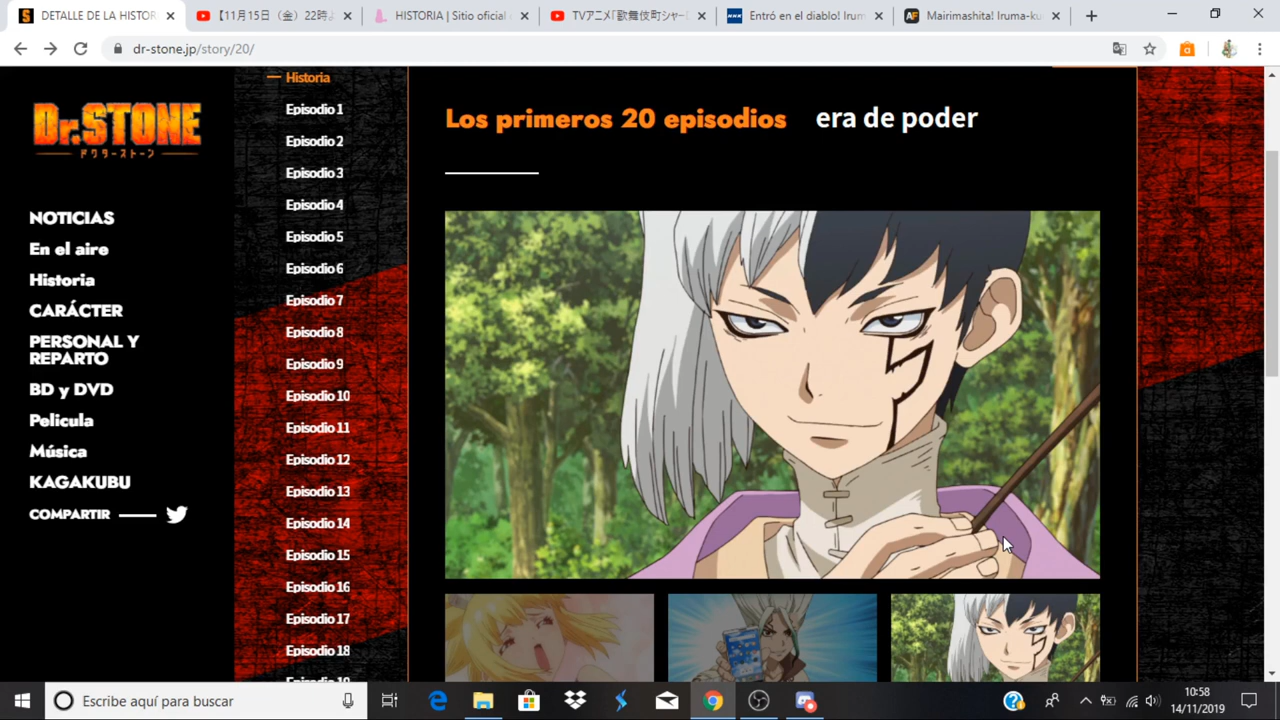 DETALLE DE LA HISTOR
【11月15日（金）22時よ
HISTORIA | Sitio oficial
TVアニメ「歌舞伎町シャーロ
Entró en el diablo! Irum
Mairimashita! Iruma-ku
dr-stone.jp/story/20/
Dr.STONE
ドクターストーン
NOTICIAS
En el aire
Historia
CARÁCTER
PERSONAL Y
REPARTO
BD y DVD
Pelicula
Música
KAGAKUBU
COMPARTIR
Historia
Episodio 1
Episodio 2
Episodio 3
Episodio 4
Episodio 5
Episodio 6
Episodio 7
Episodio 8
Episodio 9
Episodio 10
Episodio 11
Episodio 12
Episodio 13
Episodio 14
Episodio 15
Episodio 16
Episodio 17
Episodio 18
Los primeros 20 episodios era de poder
Escribe aquí para buscar
10:58
14/11/2019